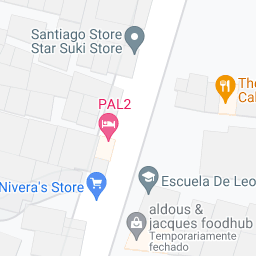 Santiago Store
Star Suki Store
The
Cal
PAL2
Nivera's Store
Escuela De Leo
aldous &
jacques foodhub
Temporariamente
fechado